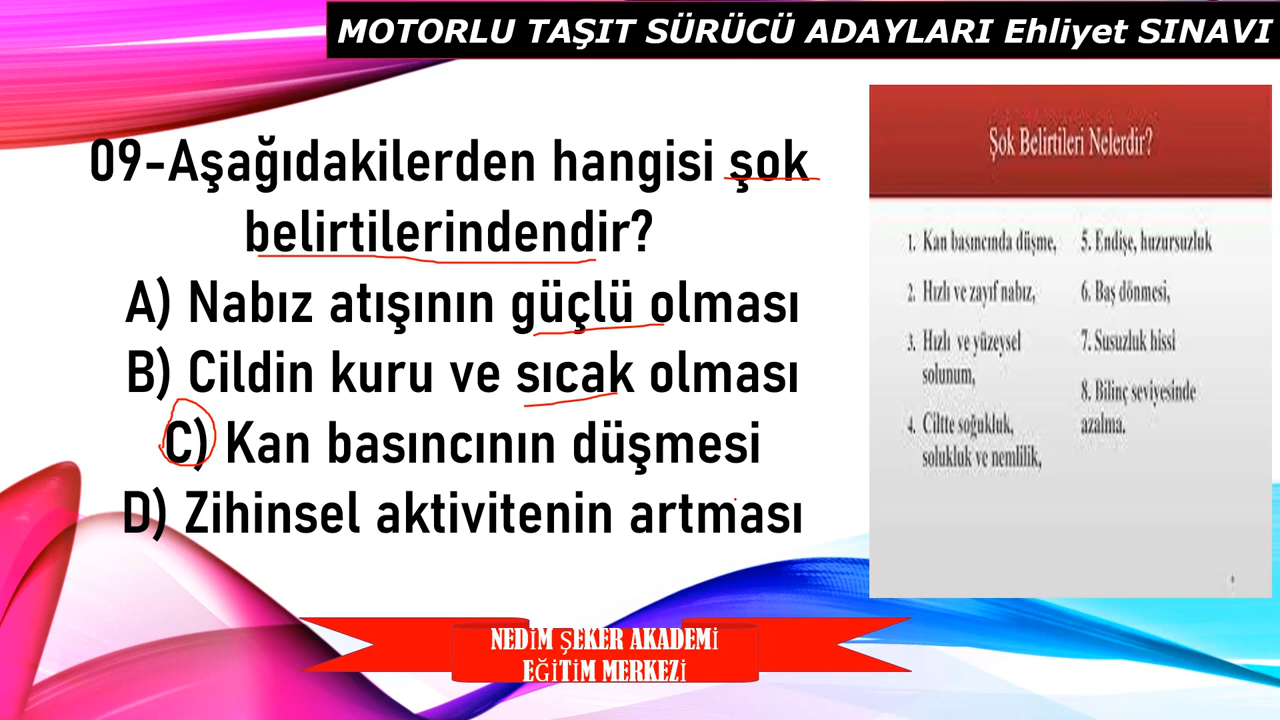 MOTORLU TAŞIT SÜRÜCÜ ADAYLARI Ehliyet SINAVI
09-Aşağıdakilerden hangisi şok
belirtilerindendir?
A) Nabız atışının güçlü olması
B) Cildin kuru ve sıcak olması
C) Kan basıncının düşmesi
D) Zihinsel aktivitenin artması
Şok Belirtileri Nelerdir?
1. Kan basıncında düşme,
2. Hızlı ve zayıf nabız,
3. Hızlı ve yüzeysel
solunum,
4. Ciltte soğukluk,
solukluk ve nemlilik,
5. Endişe, huzursuzluk
6. Baş dönmesi,
7. Susuzluk hissi
8. Bilinç seviyesinde
azalma.
NEDİM ŞEKER AKADEMİ
EĞİTİM MERKEZİ